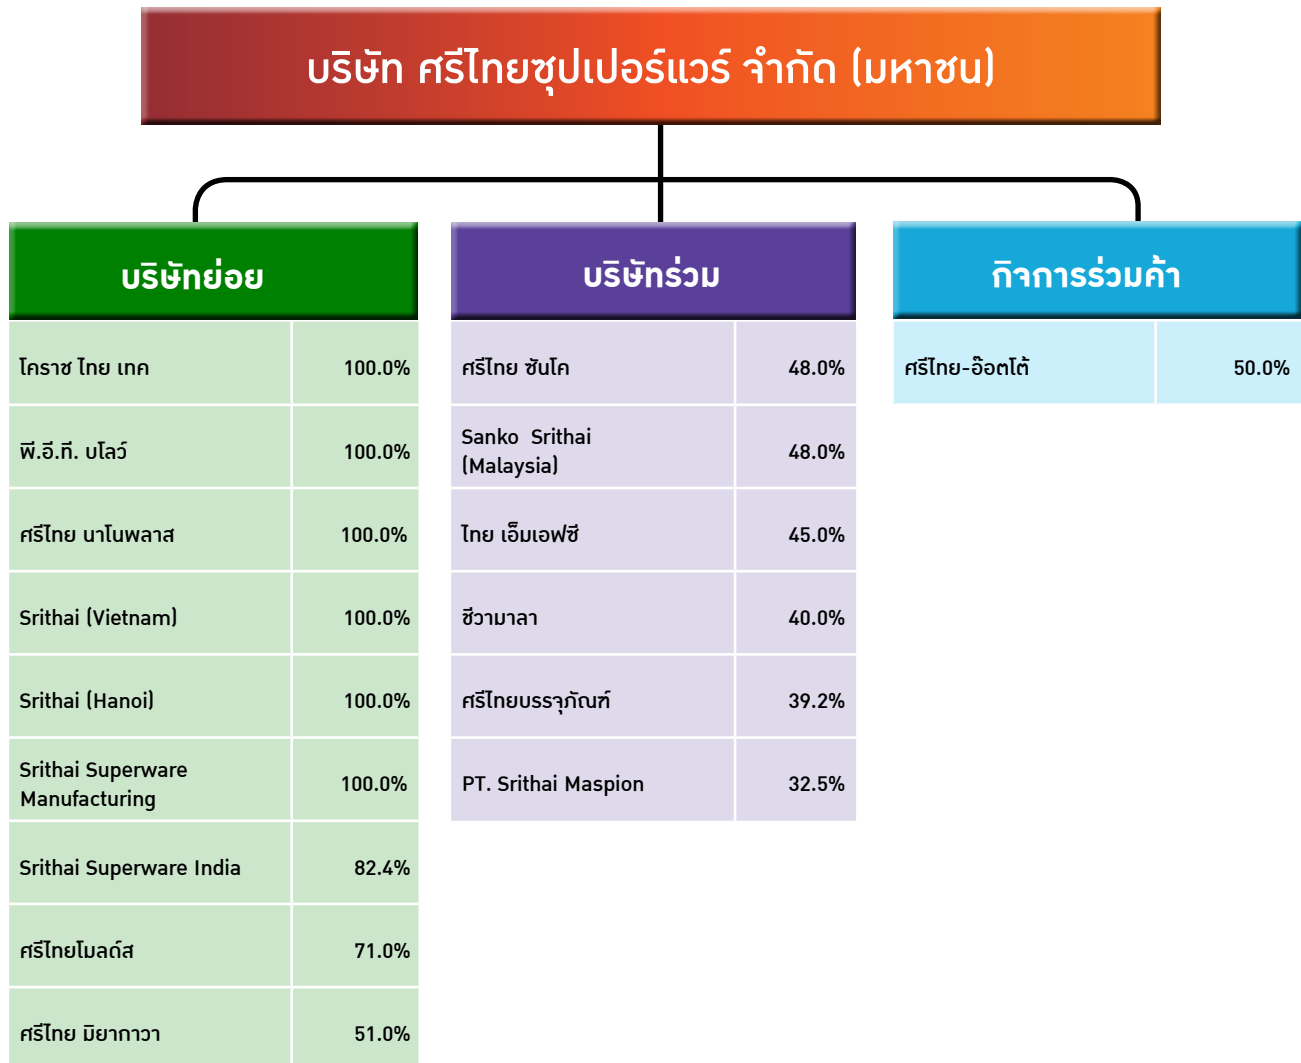 บริษัท ศรีไทยซุปเปอร์แวร์ จำกัด (มหาชน)
บริษัทย่อย
โคราช ไทย เทค 100.0%
พี.อี.ที. บโลว์ 100.0%
ศรีไทย นาโนพลาส 100.0%
Srithai (Vietnam) 100.0%
Srithai (Hanoi) 100.0%
Srithai Superware
Manufacturing 100.0%
Srithai Superware India 82.4%
ศรีไทยโมลด์ส 71.0%
ศรีไทย มิยากาวา 51.0%
บริษัทร่วม
ศรีไทย ซันโค 48.0%
Sanko Srithai
(Malaysia) 48.0%
ไทย เอ็มเอฟซี 45.0%
ชีวามาลา 40.0%
ศรีไทยบรรจุภัณฑ์ 39.2%
PT. Srithai Maspion 32.5%
กิจการร่วมค้า
ศรีไทย-อ๊อตโต้ 50.0%